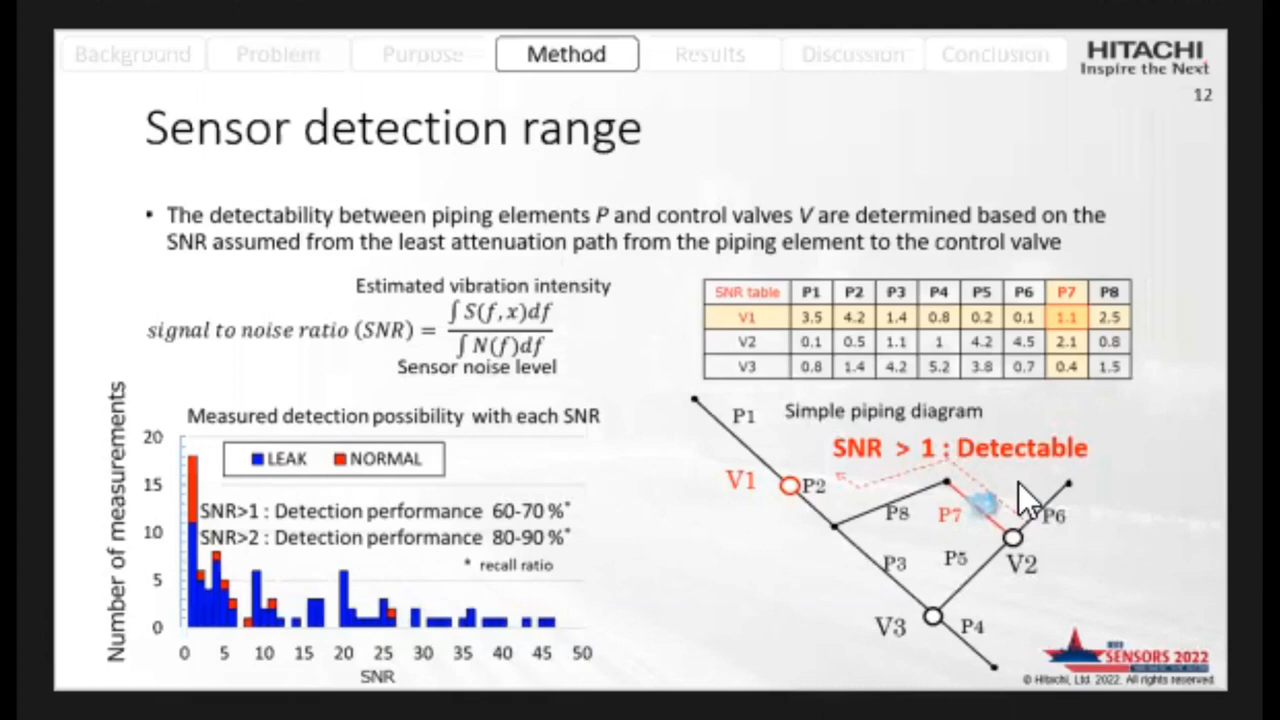 Background Problem Purpose Method Results Discussion Conclusion
HITACHI
Inspire the Next
12
Sensor detection range
• The detectability between piping elements P and control valves V are determined based on the
SNR assumed from the least attenuation path from the piping element to the control valve
Estimated vibration intensity
signal to noise ratio (SNR) = ∫ S(f,x)df / ∫ N(f)df
Sensor noise level
SNR table P1 P2 P3 P4 P5 P6 P7 P8
V1 3.5 4.2 1.4 0.8 0.2 0.1 1.1 2.5
V2 0.1 0.5 1.1 1 4.2 4.5 2.1 0.8
V3 0.8 1.4 4.2 5.2 3.8 0.7 0.4 1.5
Measured detection possibility with each SNR
Number of measurements
20
15
10
5
0
LEAK NORMAL
SNR>1 : Detection performance 60-70 %*
SNR>2 : Detection performance 80-90 %*
* recall ratio
0 5 10 15 20 25 30 35 40 45 50
SNR
Simple piping diagram
SNR > 1 : Detectable
P1
V1
P2
P8
P7
P6
P3
P5
V2
V3
P4
SENSORS 2022
© Hitachi, Ltd. 2022. All rights reserved.